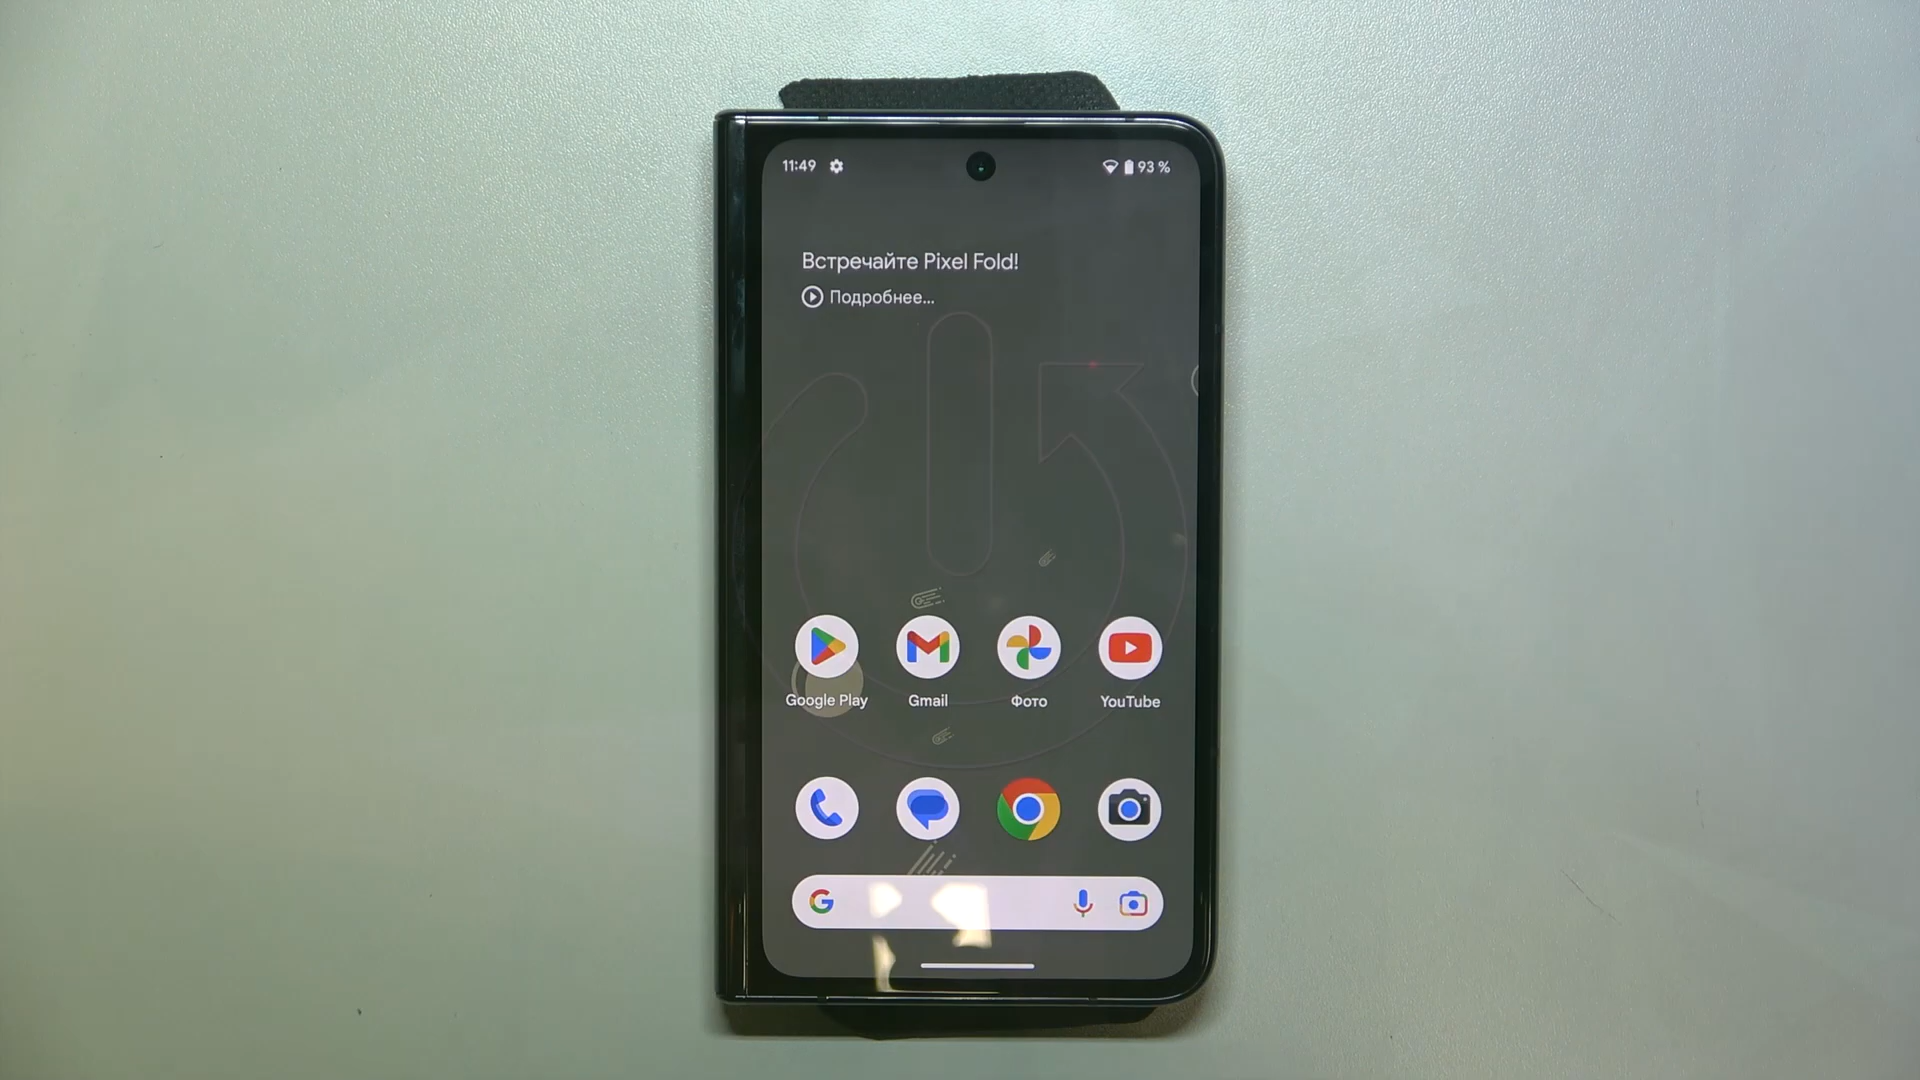 11:49
93 %
Встречайте Pixel Fold!
Подробнее...
Google Play
Gmail
Фото
YouTube
G